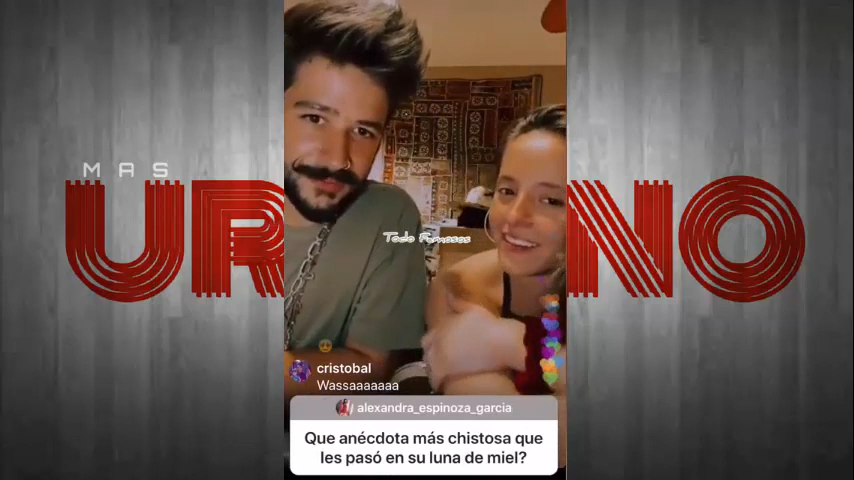 MAS
UR NO
Todo Famosos
cristobal
Wassaaaaaaa
alexandra_espinoza_garcia
Que anécdota más chistosa que
les pasó en su luna de miel?